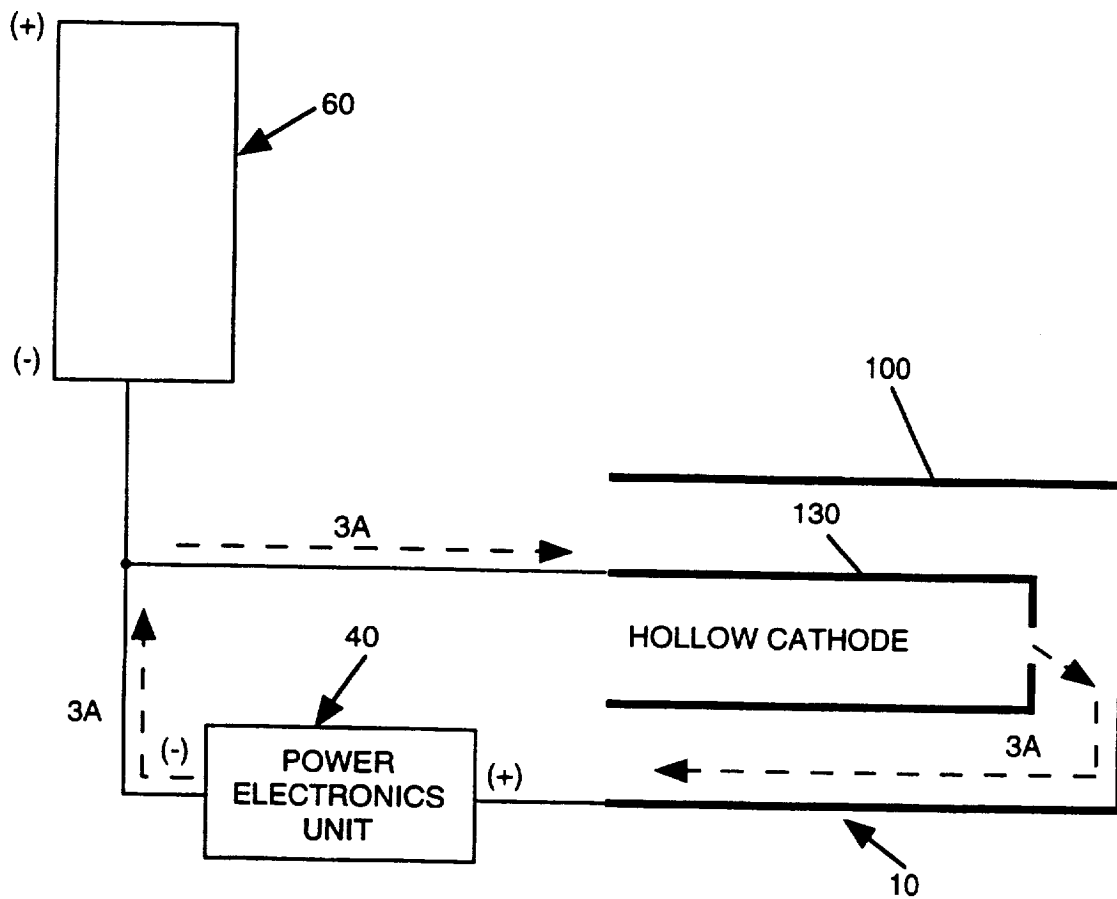 (+)
60
(-)
100
130
3A
HOLLOW CATHODE
40
3A
3A
(-)
POWER
ELECTRONICS
UNIT
(+)
10